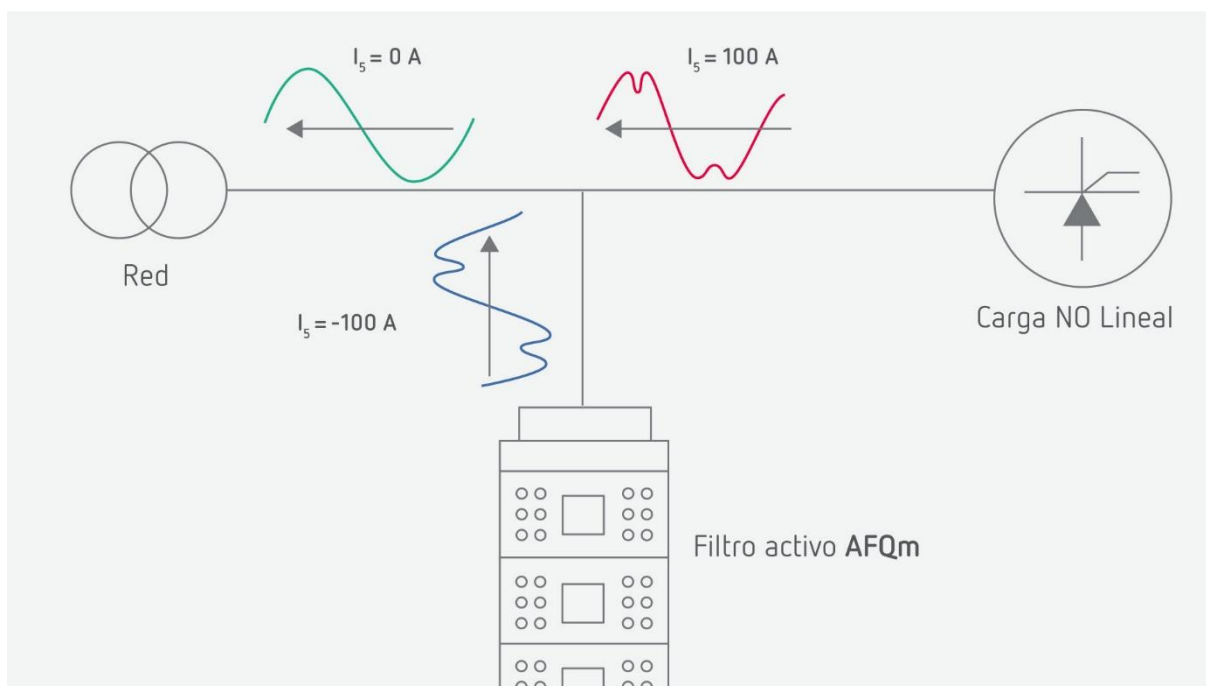 I₅ = 0 A
I₅ = 100 A
Red
I₅ = -100 A
Carga NO Lineal
Filtro activo AFQm